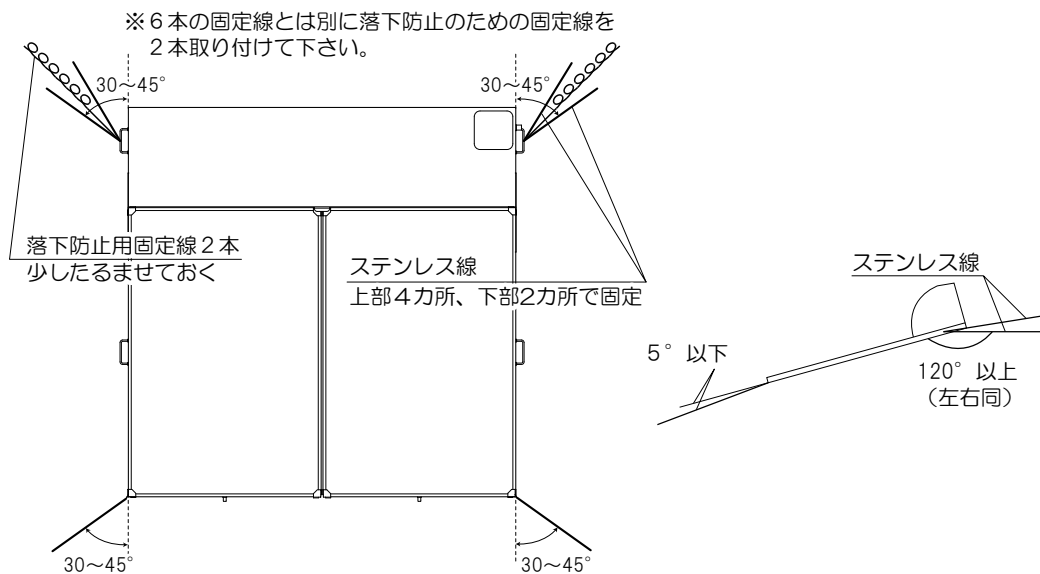 ※６本の固定線とは別に落下防止のための固定線を
２本取り付けて下さい。
30～45°
30～45°
落下防止用固定線２本
少したるませておく
ステンレス線
上部４カ所、下部2カ所で固定
ステンレス線
5°以下
120°以上
（左右同）
30～45°
30～45°